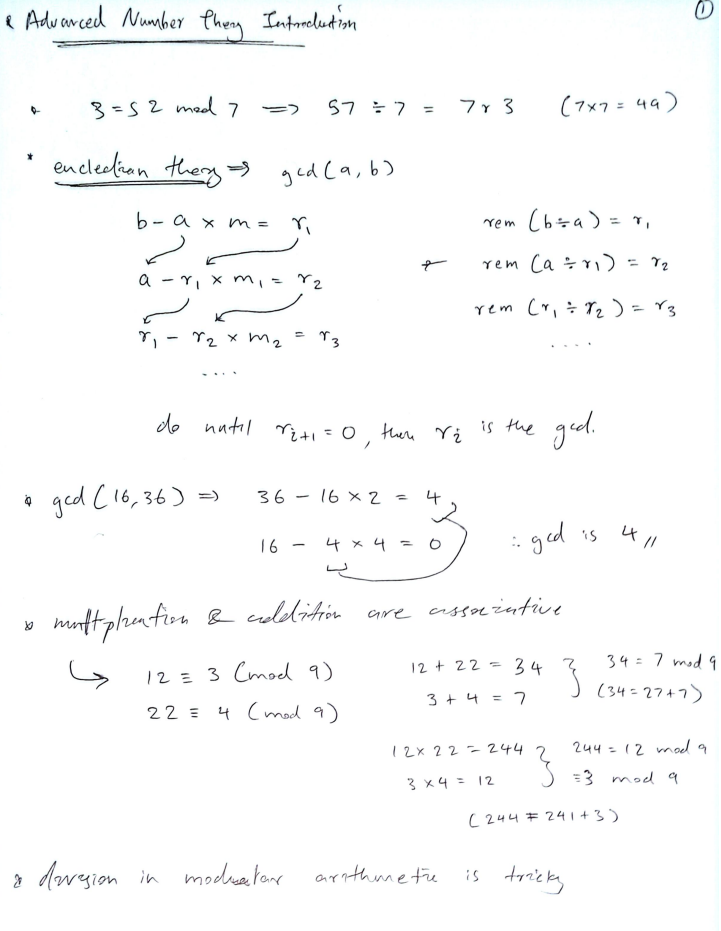 ①
Advanced Number theory Introduction
* 3 = 52 mod 7 => 57 ÷ 7 = 7 r 3 (7x7 = 49)
* eucledian theory => gcd (a, b)
b - a x m = r₁ rem (b÷a) = r₁
a - r₁ x m₁ = r₂ * rem (a ÷ r₁) = r₂
r₁ - r₂ x m₂ = r₃ rem (r₁ ÷ r₂) = r₃
.... ....
do until rᵢ₊₁ = 0, then rᵢ is the gcd.
* gcd (16, 36) => 36 - 16 x 2 = 4
16 - 4 x 4 = 0 ∴ gcd is 4 //
* multiplication & addition are associative
↳ 12 ≡ 3 (mod 9) 12 + 22 = 34 } 34 = 7 mod 9
22 ≡ 4 (mod 9) 3 + 4 = 7 (34 = 27+7)
12 x 22 = 244 } 244 = 12 mod 9
3 x 4 = 12 ≡3 mod 9
(244 ≠ 241+3)
* division in modular arithmetic is tricky